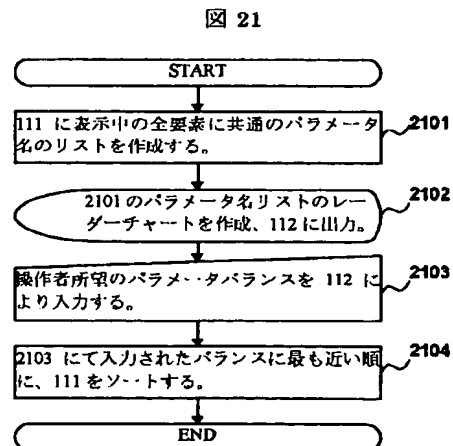 図 21
START
111 に表示中の全要素に共通のパラメータ
名のリストを作成する。
2101
2101 のパラメータ名リストのレー
ダーチャートを作成、112 に出力。
2102
操作者所望のパラメータバランスを 112 に
より入力する。
2103
2103 にて入力されたバランスに最も近い順
に、111 をソートする。
2104
END